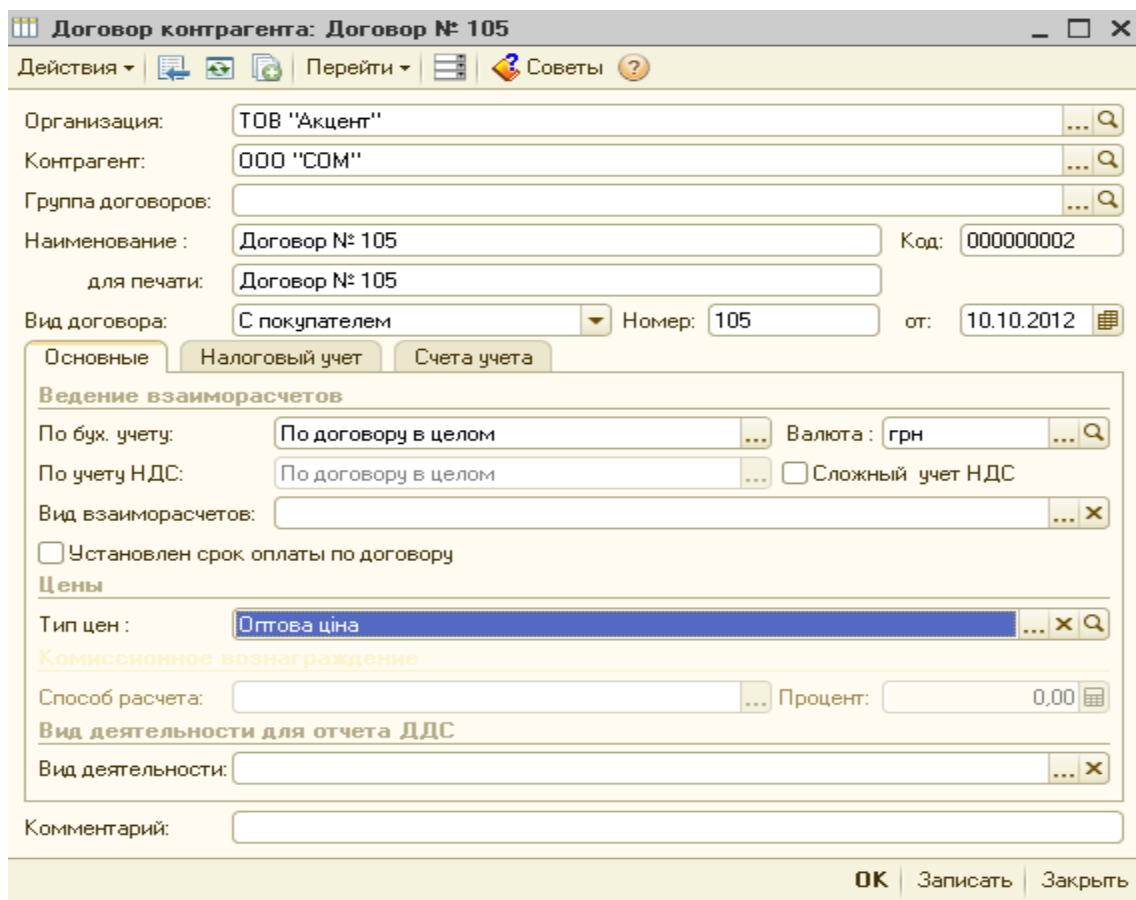 Договор контрагента: Договор № 105
Действия Перейти Советы ?
Организация: ТОВ "Акцент" ...
Контрагент: ООО "СОМ" ...
Группа договоров: ...
Наименование : Договор № 105 Код: 000000002
для печати: Договор № 105
Вид договора: С покупателем Номер: 105 от: 10.10.2012
Основные Налоговый учет Счета учета
Ведение взаиморасчетов
По бух. учету: По договору в целом ... Валюта : грн ...
По учету НДС: По договору в целом ... Сложный учет НДС
Вид взаиморасчетов: ...
Установлен срок оплаты по договору
Цены
Тип цен : Оптова ціна ...
Комиссионное вознаграждение
Способ расчета: ... Процент: 0,00
Вид деятельности для отчета ДДС
Вид деятельности: ...
Комментарий:
OK Записать Закрыть